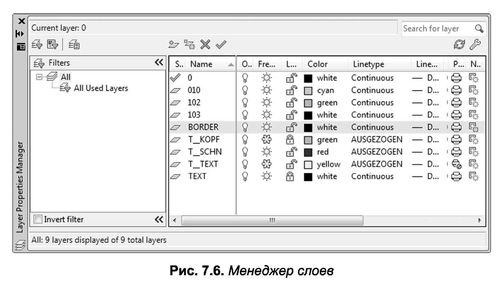 Current layer: 0
Search for layer
Filters
All
All Used Layers
Invert filter
S.. Name O.. Fre... L... Color Linetype Line... P... N..
0 white Continuous — D...
010 cyan Continuous — D...
102 green Continuous — D...
103 white Continuous — D...
BORDER white Continuous — D...
T__KOPF green AUSGEZOGEN — D...
T__SCHN red AUSGEZOGEN — D...
T__TEXT yellow AUSGEZOGEN — D...
TEXT white Continuous — D...
All: 9 layers displayed of 9 total layers
Layer Properties Manager
Рис. 7.6. Менеджер слоев